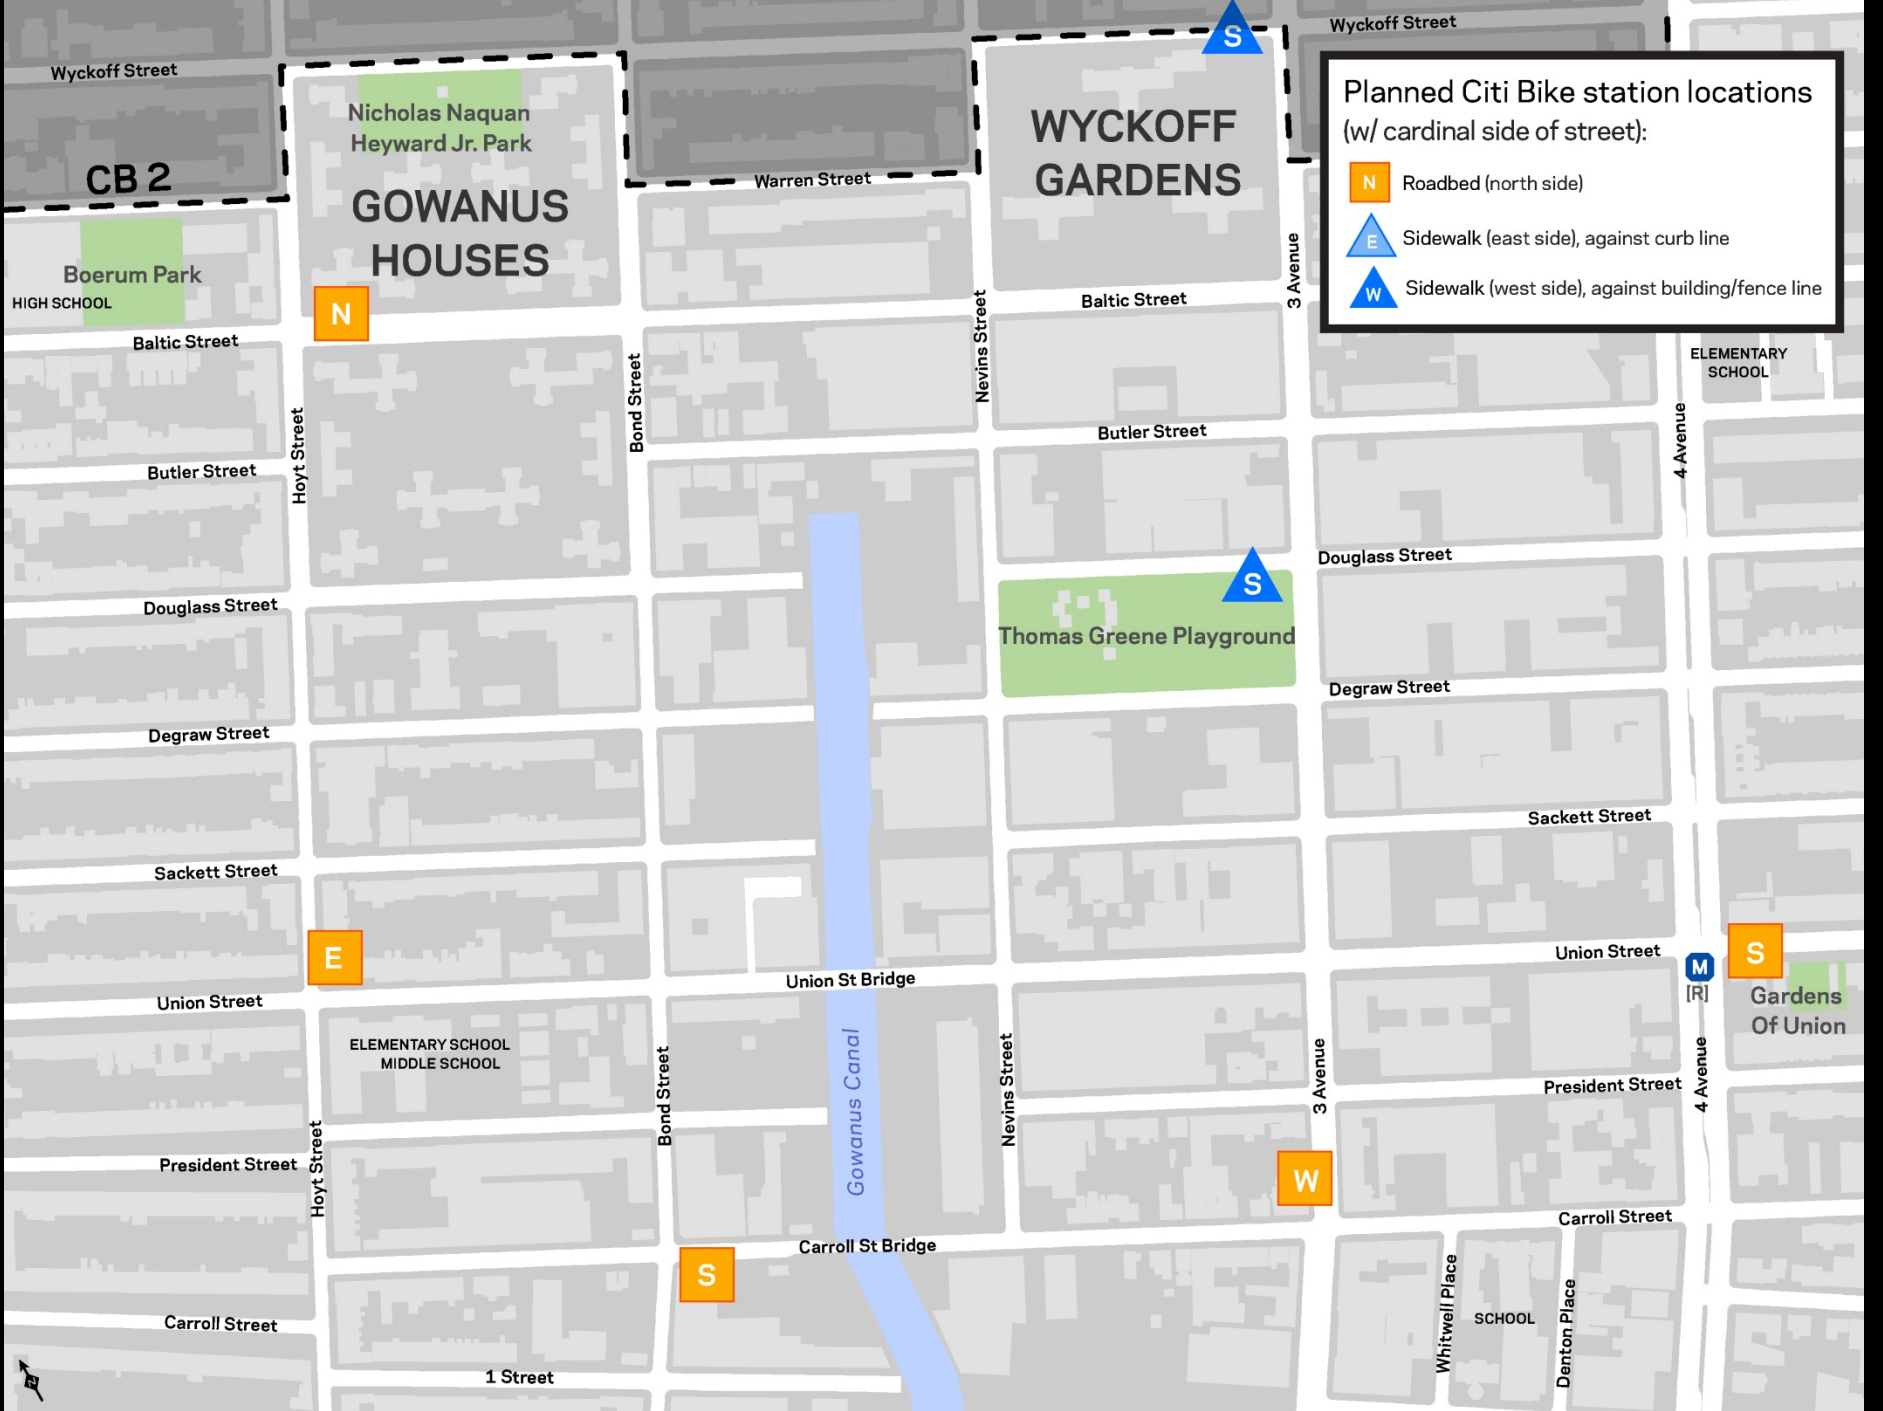 Wyckoff Street
Wyckoff Street
S
Planned Citi Bike station locations
(w/ cardinal side of street):
N Roadbed (north side)
E Sidewalk (east side), against curb line
W Sidewalk (west side), against building/fence line
Nicholas Naquan
Heyward Jr. Park
CB 2
GOWANUS
HOUSES
Warren Street
WYCKOFF
GARDENS
3 Avenue
Boerum Park
HIGH SCHOOL
N
Baltic Street
Baltic Street
Nevins Street
Bond Street
Hoyt Street
ELEMENTARY
SCHOOL
4 Avenue
Butler Street
Butler Street
Douglass Street
Douglass Street
S
Thomas Greene Playground
Degraw Street
Degraw Street
Sackett Street
Sackett Street
E
Union Street
Union St Bridge
Union Street
M
[R]
S
Gardens
Of Union
ELEMENTARY SCHOOL
MIDDLE SCHOOL
Gowanus Canal
Bond Street
Nevins Street
3 Avenue
4 Avenue
President Street
President Street
Hoyt Street
W
Carroll Street
Carroll St Bridge
S
Carroll Street
1 Street
Whitwell Place
SCHOOL
Denton Place